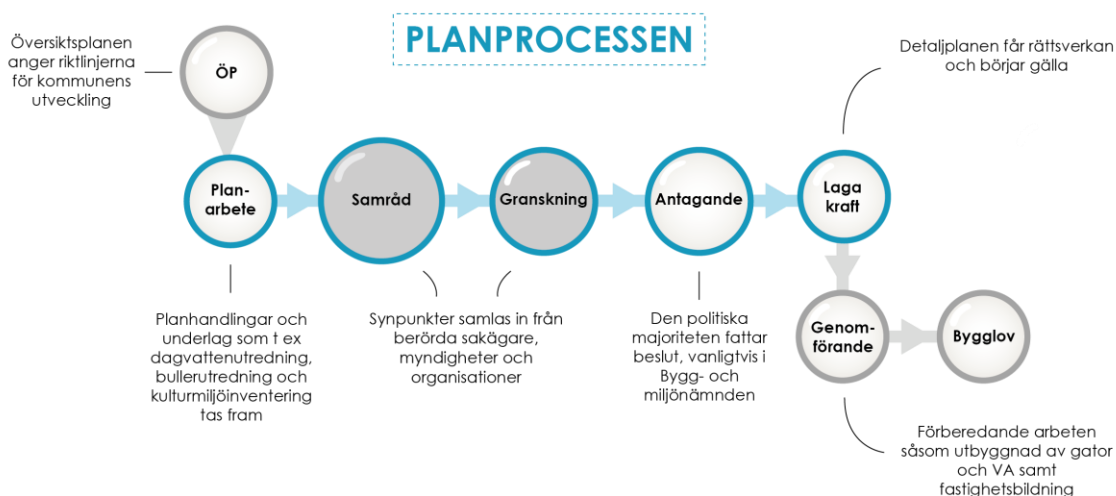 PLANPROCESSEN
Översiktsplanen
anger riktlinjerna
för kommunens
utveckling
ÖP
Detaljplanen får rättsverkan
och börjar gälla
Plan-
arbete
Samråd
Granskning
Antagande
Laga
kraft
Planhandlingar och
underlag som t ex
dagvattenutredning,
bullerutredning och
kulturmiljöinventering
tas fram
Synpunkter samlas in från
berörda sakägare,
myndigheter och
organisationer
Den politiska
majoriteten fattar
beslut, vanligtvis i
Bygg- och
miljönämnden
Genom-
förande
Bygglov
Förberedande arbeten
såsom utbyggnad av gator
och VA samt
fastighetsbildning